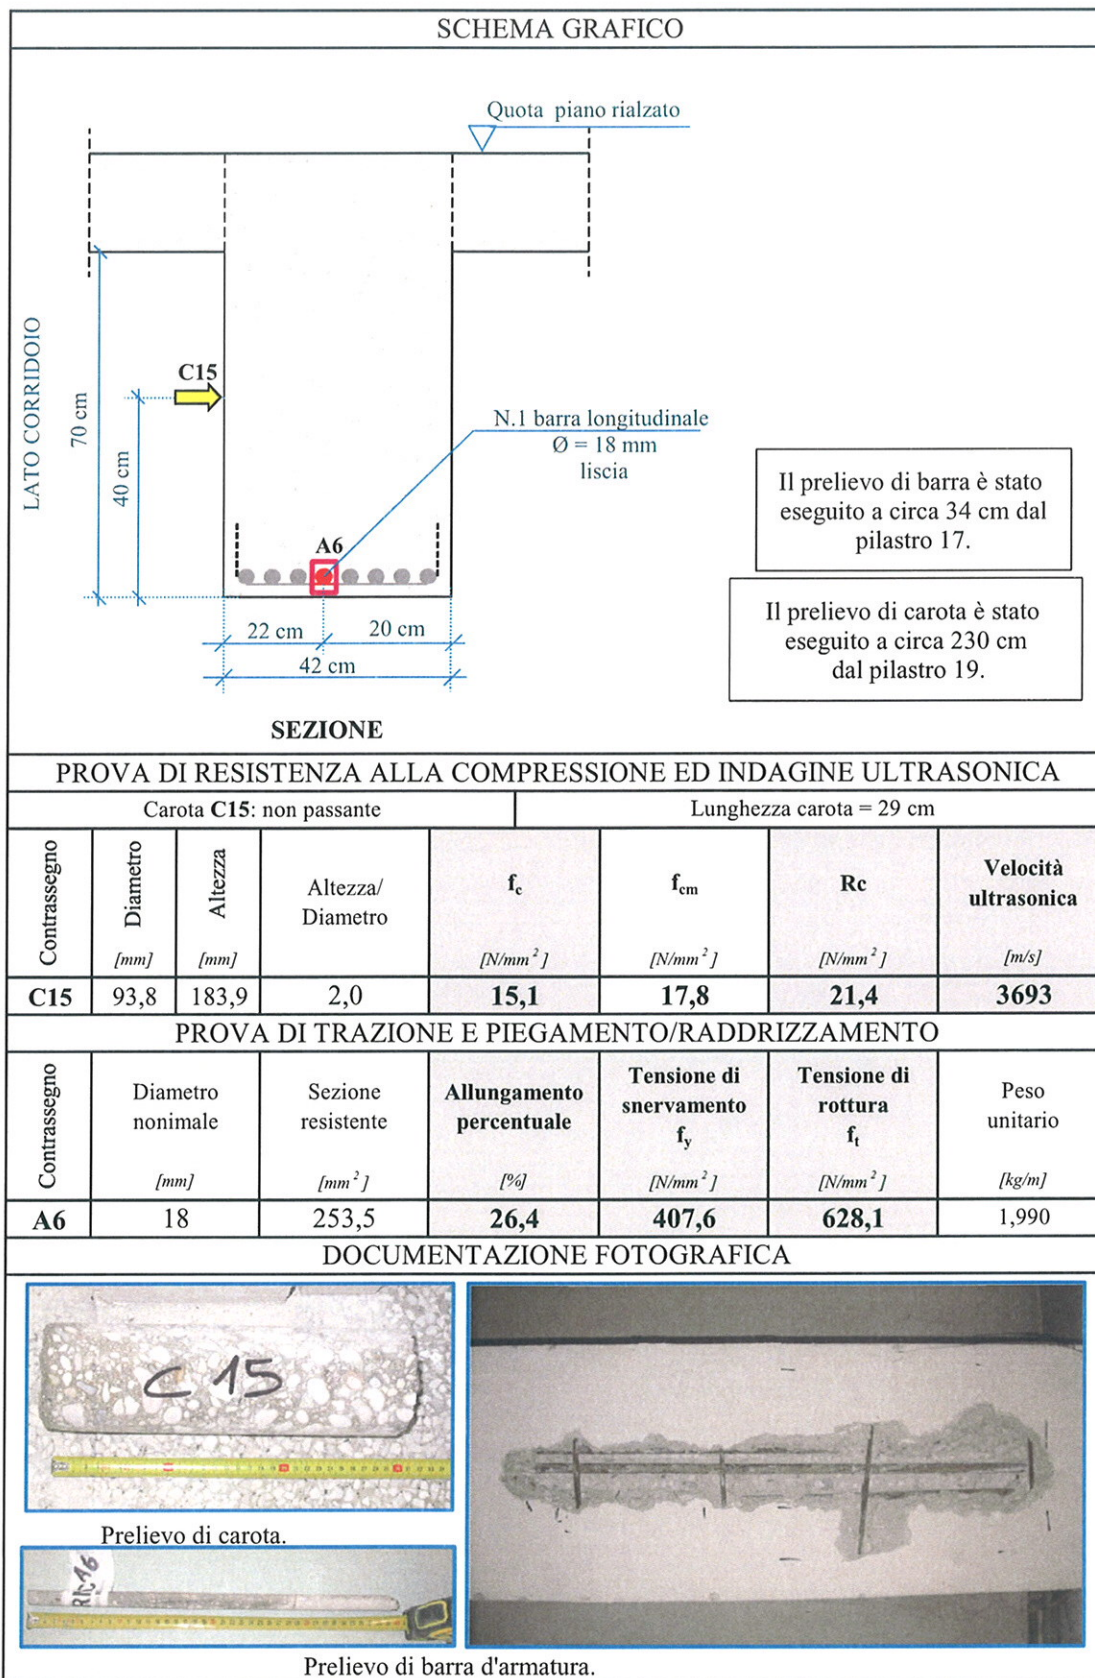 SCHEMA GRAFICO
Quota piano rialzato
LATO CORRIDOIO
70 cm
40 cm
C15
N.1 barra longitudinale
Ø = 18 mm
liscia
A6
22 cm
20 cm
42 cm
SEZIONE
Il prelievo di barra è stato
eseguito a circa 34 cm dal
pilastro 17.
Il prelievo di carota è stato
eseguito a circa 230 cm
dal pilastro 19.
PROVA DI RESISTENZA ALLA COMPRESSIONE ED INDAGINE ULTRASONICA
Carota C15: non passante Lunghezza carota = 29 cm
Contrassegno Diametro [mm] Altezza [mm] Altezza/ Diametro f_c [N/mm²] f_cm [N/mm²] Rc [N/mm²] Velocità ultrasonica [m/s]
C15 93,8 183,9 2,0 15,1 17,8 21,4 3693
PROVA DI TRAZIONE E PIEGAMENTO/RADDRIZZAMENTO
Contrassegno Diametro nonimale [mm] Sezione resistente [mm²] Allungamento percentuale [%] Tensione di snervamento f_y [N/mm²] Tensione di rottura f_t [N/mm²] Peso unitario [kg/m]
A6 18 253,5 26,4 407,6 628,1 1,990
DOCUMENTAZIONE FOTOGRAFICA
C 15
Prelievo di carota.
Prelievo di barra d'armatura.